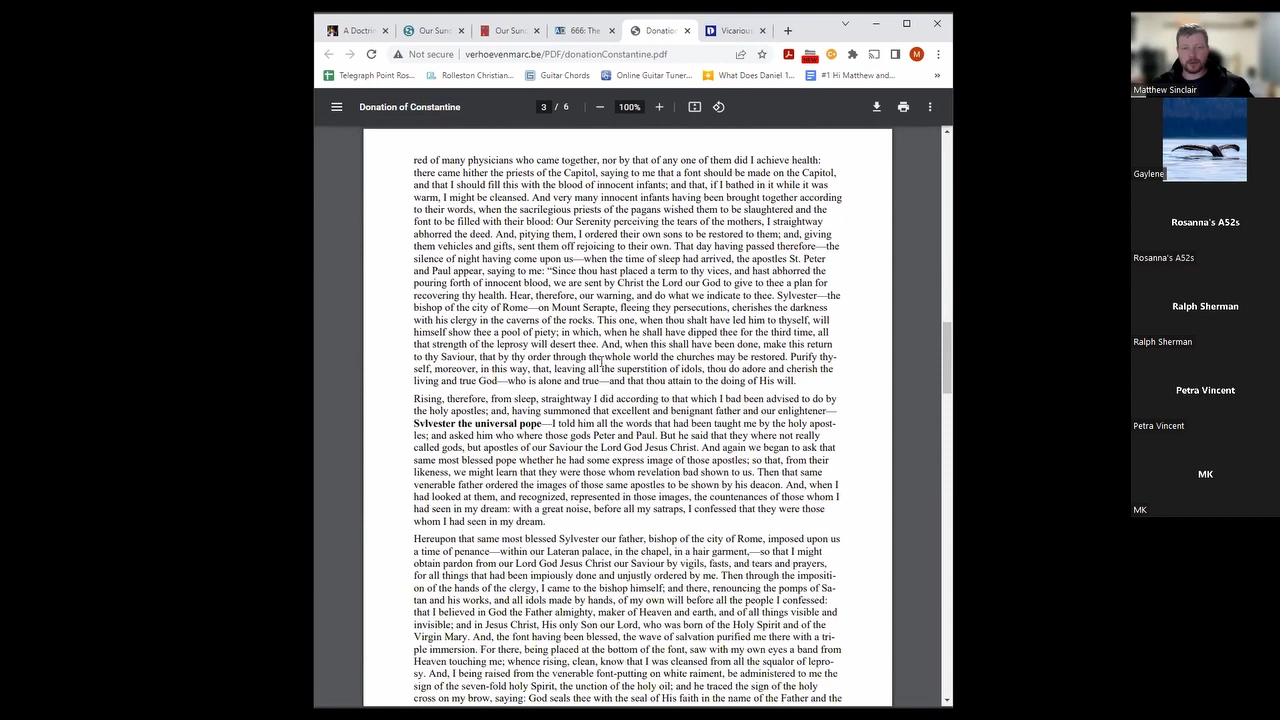 A Doctrin
Our Sund
Our Sund
666: The
Donation
Vicarious
Not secure
verhoevenmarc.be/PDF/donationConstantine.pdf
NEW
M
Telegraph Point Ros...
Rolleston Christian...
Guitar Chords
Online Guitar Tuner...
What Does Daniel 1...
#1 Hi Matthew and...
»
Donation of Constantine
3 / 6
100%
red of many physicians who came together, nor by that of any one of them did I achieve health:
there came hither the priests of the Capitol, saying to me that a font should be made on the Capitol,
and that I should fill this with the blood of innocent infants; and that, if I bathed in it while it was
warm, I might be cleansed. And very many innocent infants having been brought together according
to their words, when the sacrilegious priests of the pagans wished them to be slaughtered and the
font to be filled with their blood: Our Serenity perceiving the tears of the mothers, I straightway
abhorred the deed. And, pitying them, I ordered their own sons to be restored to them; and, giving
them vehicles and gifts, sent them off rejoicing to their own. That day having passed therefore—the
silence of night having come upon us—when the time of sleep had arrived, the apostles St. Peter
and Paul appear, saying to me: “Since thou hast placed a term to thy vices, and hast abhorred the
pouring forth of innocent blood, we are sent by Christ the Lord our God to give to thee a plan for
recovering thy health. Hear, therefore, our warning, and do what we indicate to thee. Sylvester—the
bishop of the city of Rome—on Mount Serapte, fleeing they persecutions, cherishes the darkness
with his clergy in the caverns of the rocks. This one, when thou shalt have led him to thyself, will
himself show thee a pool of piety; in which, when he shall have dipped thee for the third time, all
that strength of the leprosy will desert thee. And, when this shall have been done, make this return
to thy Saviour, that by thy order through the whole world the churches may be restored. Purify thy-
self, moreover, in this way, that, leaving all the superstition of idols, thou do adore and cherish the
living and true God—who is alone and true—and that thou attain to the doing of His will.
Rising, therefore, from sleep, straightway I did according to that which I bad been advised to do by
the holy apostles; and, having summoned that excellent and benignant father and our enlightener—
Svlvester the universal pope—I told him all the words that had been taught me by the holy apost-
les; and asked him who where those gods Peter and Paul. But he said that they where not really
called gods, but apostles of our Saviour the Lord God Jesus Christ. And again we began to ask that
same most blessed pope whether he had some express image of those apostles; so that, from their
likeness, we might learn that they were those whom revelation bad shown to us. Then that same
venerable father ordered the images of those same apostles to be shown by his deacon. And, when I
had looked at them, and recognized, represented in those images, the countenances of those whom I
had seen in my dream: with a great noise, before all my satraps, I confessed that they were those
whom I had seen in my dream.
Hereupon that same most blessed Sylvester our father, bishop of the city of Rome, imposed upon us
a time of penance—within our Lateran palace, in the chapel, in a hair garment,—so that I might
obtain pardon from our Lord God Jesus Christ our Saviour by vigils, fasts, and tears and prayers,
for all things that had been impiously done and unjustly ordered by me. Then through the impositi-
on of the hands of the clergy, I came to the bishop himself; and there, renouncing the pomps of Sa-
tan and his works, and all idols made by hands, of my own will before all the people I confessed:
that I believed in God the Father almighty, maker of Heaven and earth, and of all things visible and
invisible; and in Jesus Christ, His only Son our Lord, who was born of the Holy Spirit and of the
Virgin Mary. And, the font having been blessed, the wave of salvation purified me there with a tri-
ple immersion. For there, being placed at the bottom of the font, saw with my own eyes a band from
Heaven touching me; whence rising, clean, know that I was cleansed from all the squalor of lepro-
sy. And, I being raised from the venerable font-putting on white raiment, be administered to me the
sign of the seven-fold holy Spirit, the unction of the holy oil; and he traced the sign of the holy
cross on my brow, saying: God seals thee with the seal of His faith in the name of the Father and the
Matthew Sinclair
Gaylene
Rosanna's A52s
Rosanna's A52s
Ralph Sherman
Ralph Sherman
Petra Vincent
Petra Vincent
MK
MK